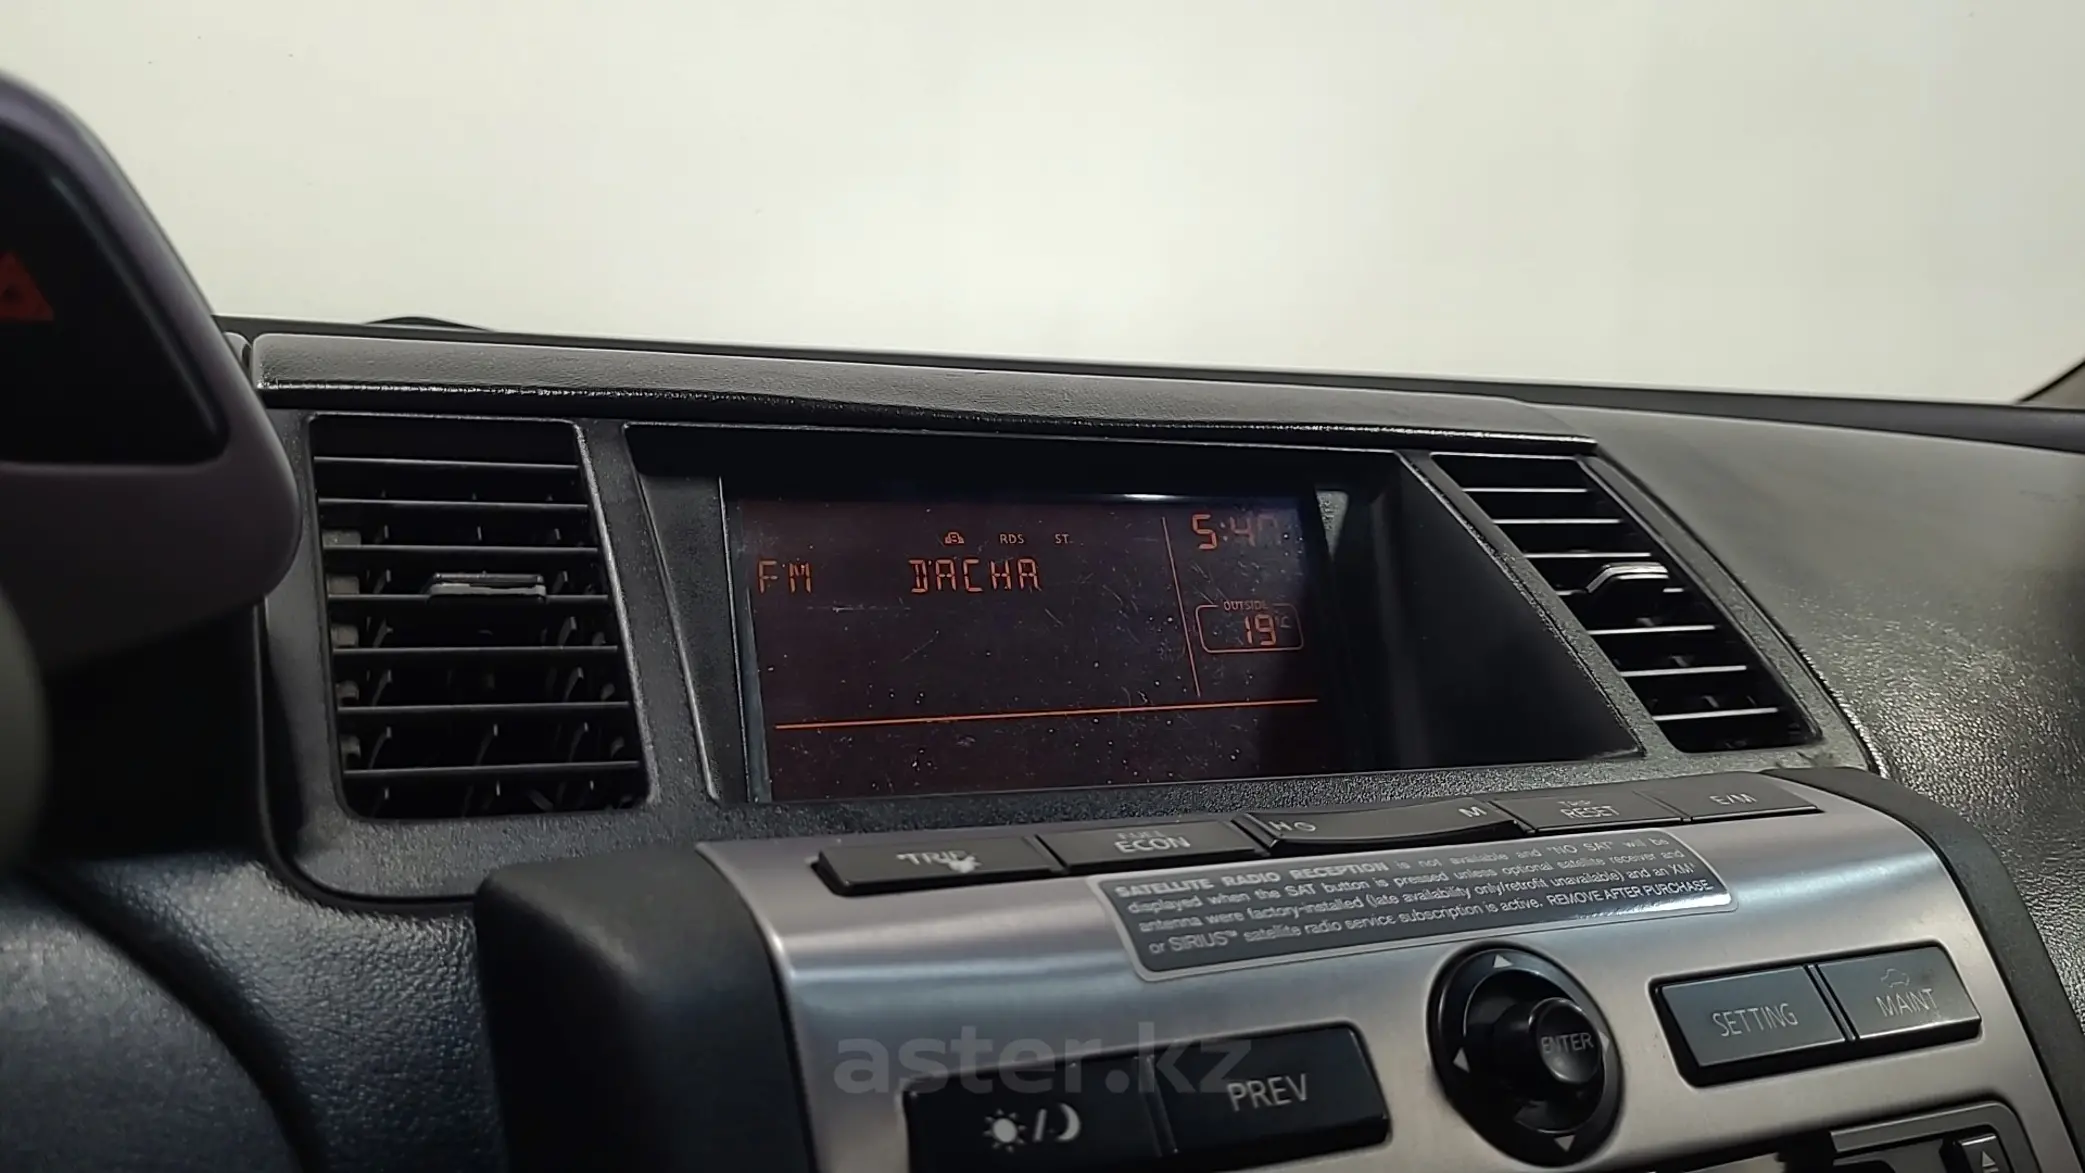 RDS ST
5:4
FM DACHA
OUTSIDE
19°C
TRIP
FUEL
ECON
H
M
RESET
E/M
SATELLITE RADIO RECEPTION is not available and "NO SAT" will be
displayed when the SAT button is pressed unless optional satellite receiver and
antenna were factory-installed (late availability only/retrofit unavailable) and an XM
or SIRIUS™ satellite radio service subscription is active. REMOVE AFTER PURCHASE
SETTING
MAINT
ENTER
PREV
aster.kz